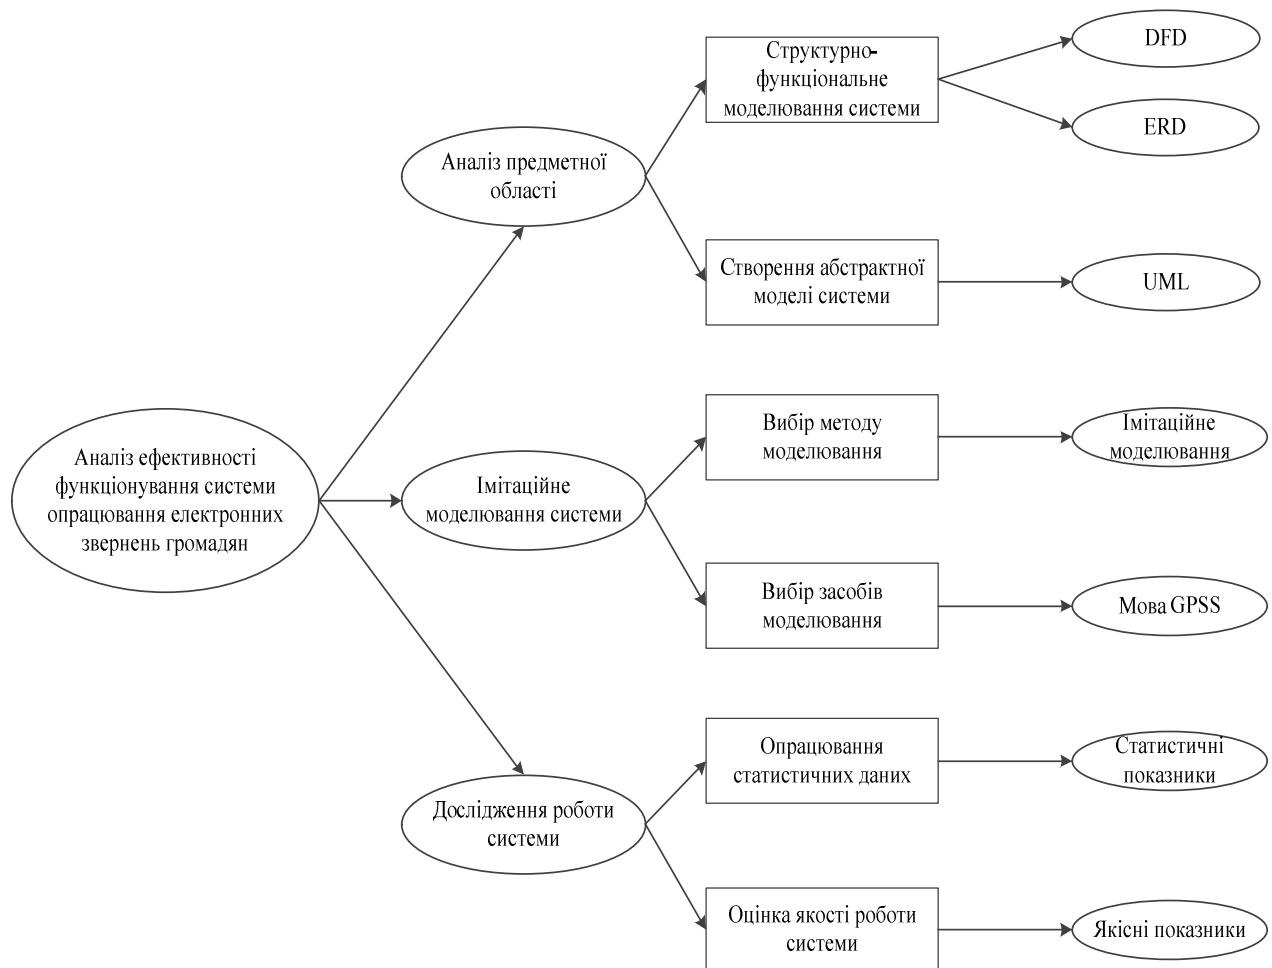 Структурно-
функціональне
моделювання системи
DFD
ERD
Аналіз предметної
області
Створення абстрактної
моделі системи
UML
Аналіз ефективності
функціонування системи
опрацювання електронних
звернень громадян
Імітаційне
моделювання системи
Вибір методу
моделювання
Імітаційне
моделювання
Вибір засобів
моделювання
Мова GPSS
Дослідження роботи
системи
Опрацювання
статистичних даних
Статистичні
показники
Оцінка якості роботи
системи
Якісні показники